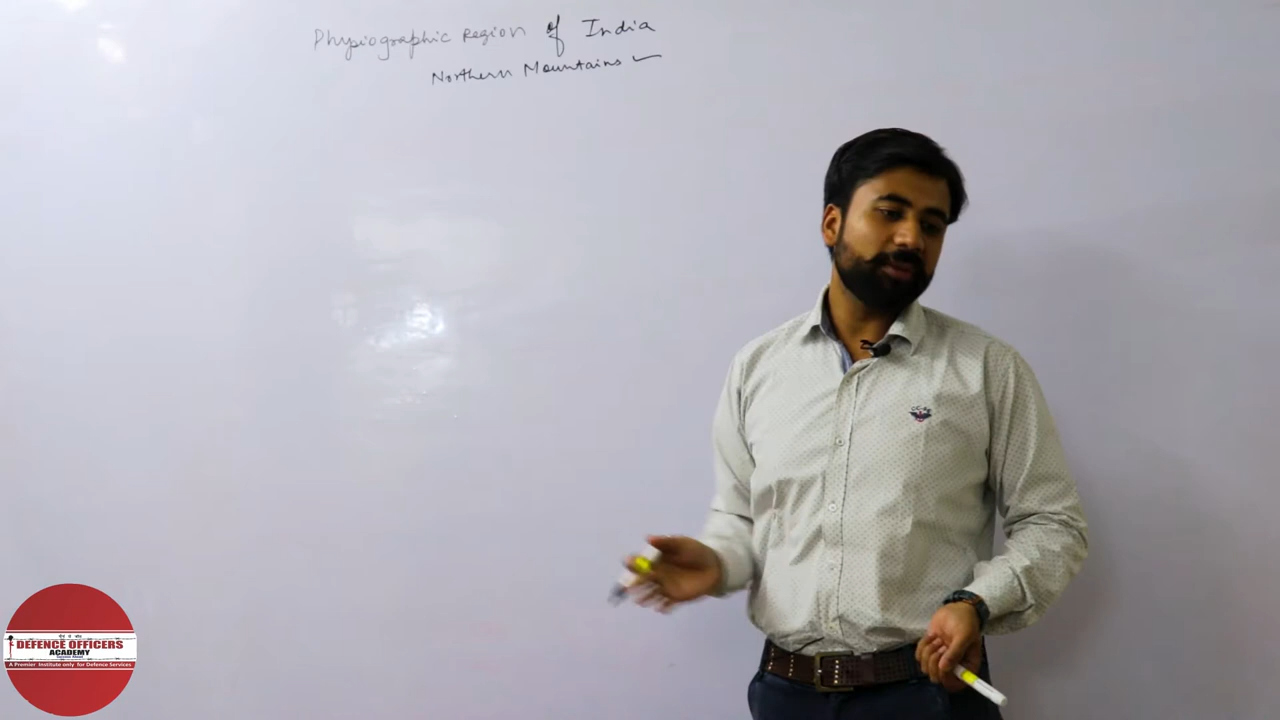 Physiographic Region of India
Northern Mountains
DEFENCE OFFICERS
ACADEMY
A Premier Institute only for Defence Services